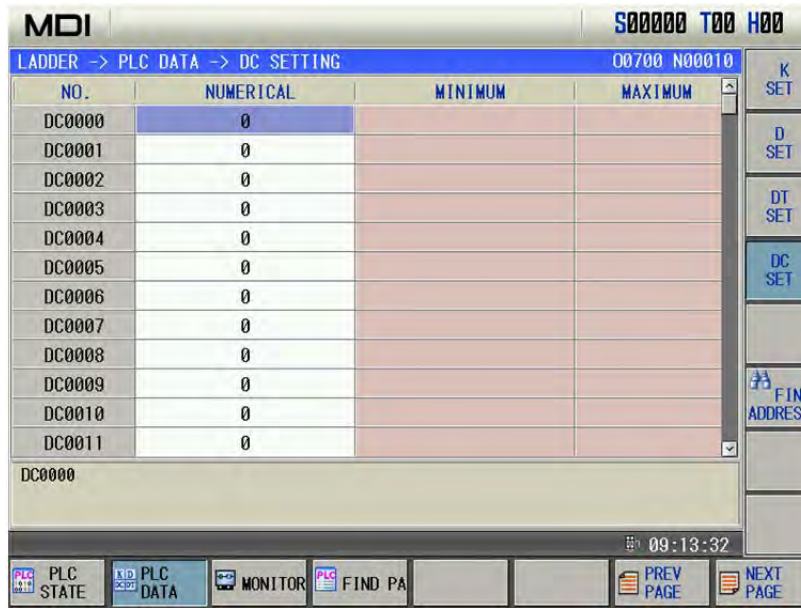 MDI S00000 T00 H00
LADDER -> PLC DATA -> DC SETTING O0700 N00010
NO. NUMERICAL MINIMUM MAXIMUM
DC0000 0
DC0001 0
DC0002 0
DC0003 0
DC0004 0
DC0005 0
DC0006 0
DC0007 0
DC0008 0
DC0009 0
DC0010 0
DC0011 0
DC0000
09:13:32
K
SET
D
SET
DT
SET
DC
SET
FIN
ADDRES
PLC
STATE
K D
DC DT
PLC
DATA
MONITOR
PLC
FIND PA
PREV
PAGE
NEXT
PAGE